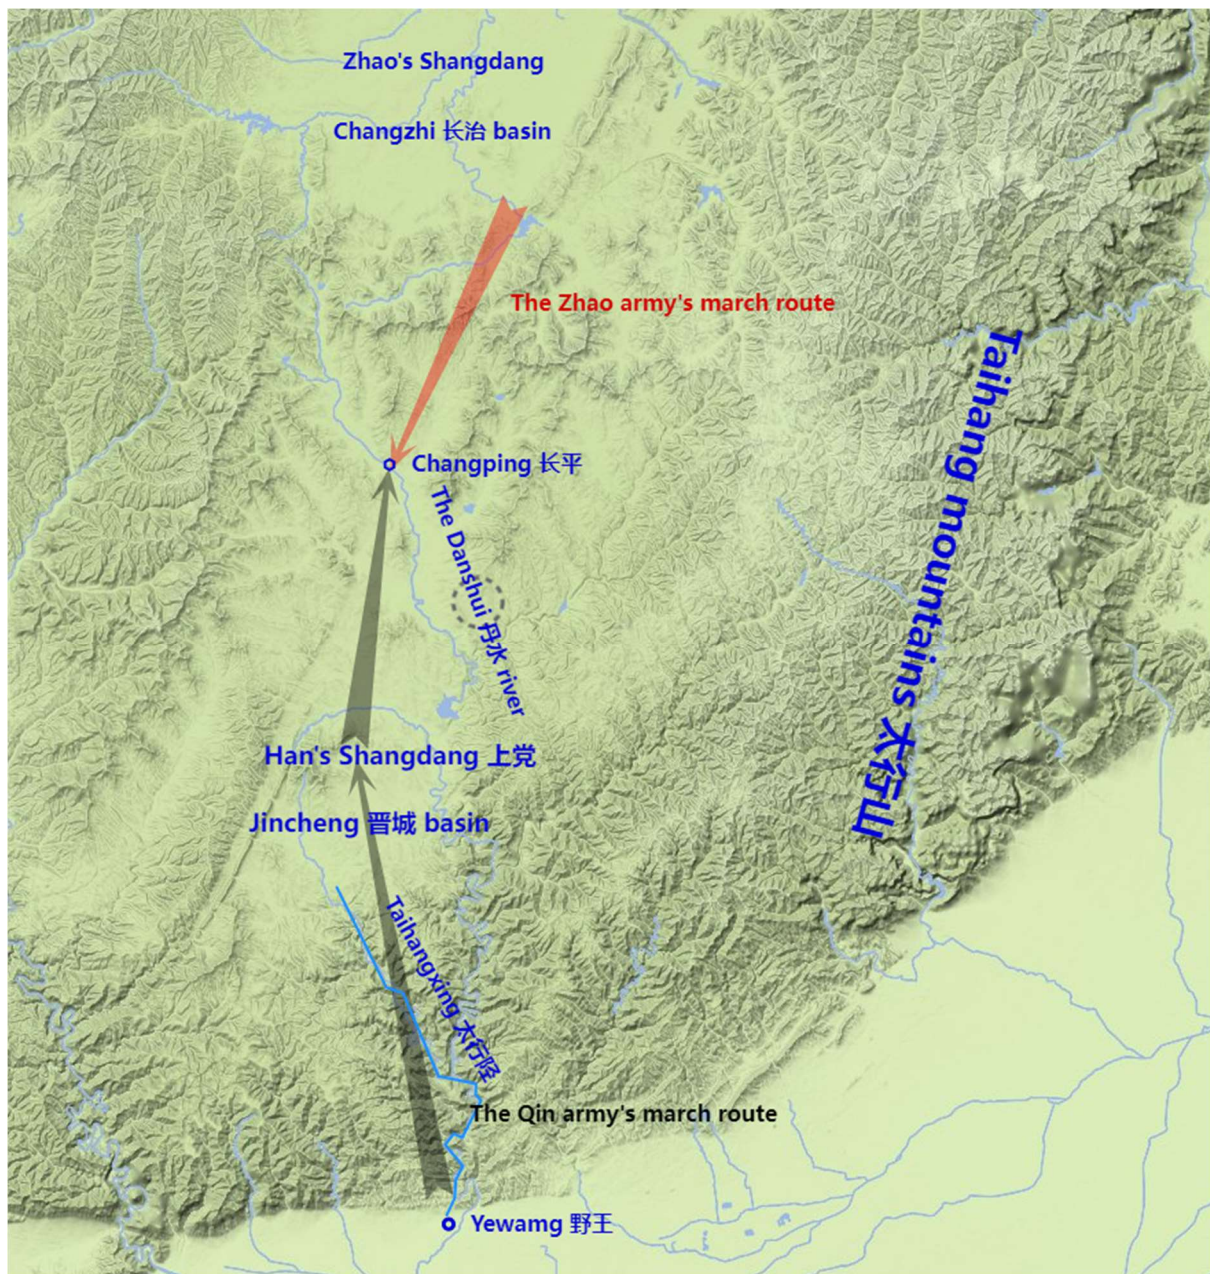 Zhao's Shangdang
Changzhi 长治 basin
The Zhao army's march route
Taihang mountains 太行山
Changping 长平
The Danshui 丹水 river
Han's Shangdang 上党
Jincheng 晋城 basin
Taihangxing 太行陉
The Qin army's march route
Yewamg 野王